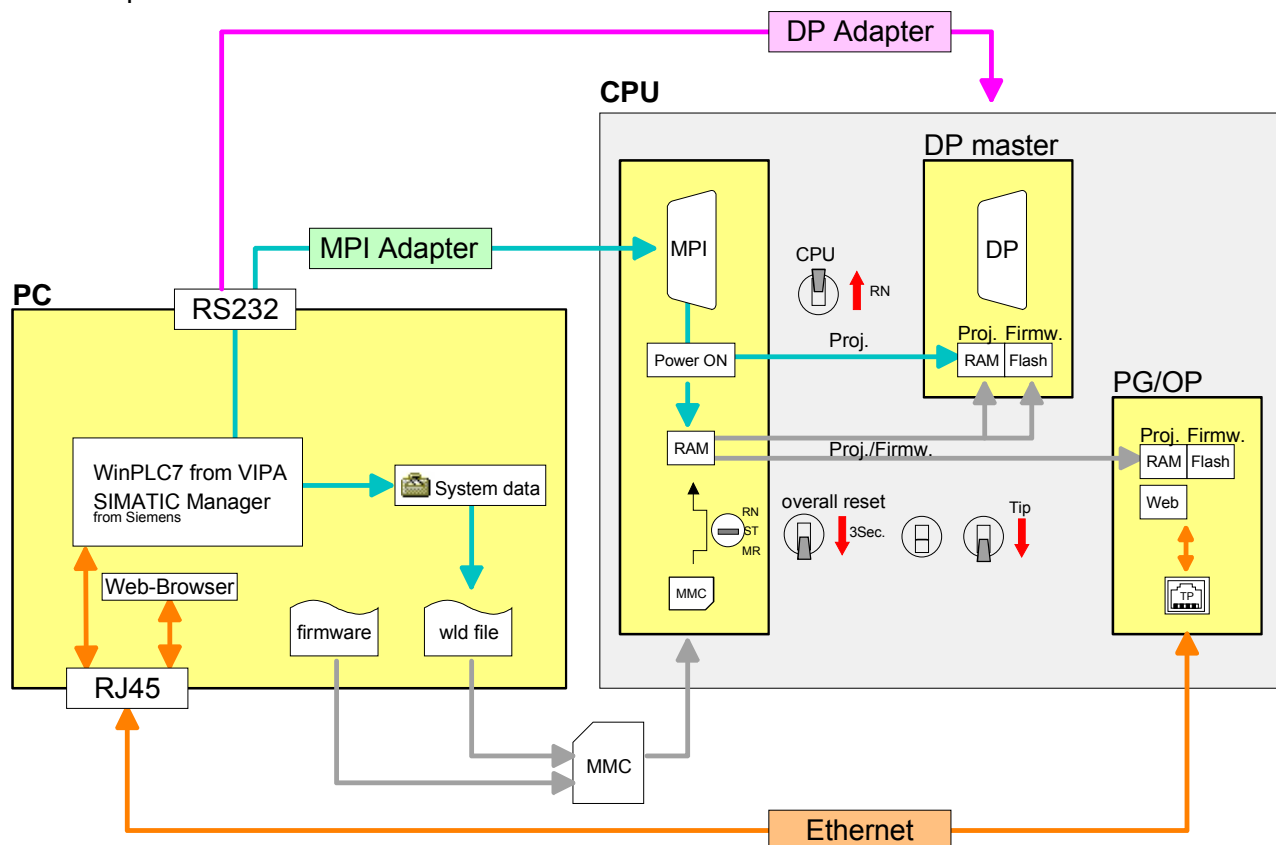 DP Adapter
CPU
DP master
MPI Adapter
MPI
CPU
RN
DP
PC
RS232
Proj. Firmw.
Power ON
Proj.
RAM Flash
PG/OP
RAM
Proj./Firmw.
Proj. Firmw.
RAM Flash
WinPLC7 from VIPA
SIMATIC Manager
from Siemens
System data
Web
RN
ST
MR
overall reset
3Sec.
Tip
Web-Browser
MMC
TP
firmware
wld file
RJ45
MMC
Ethernet